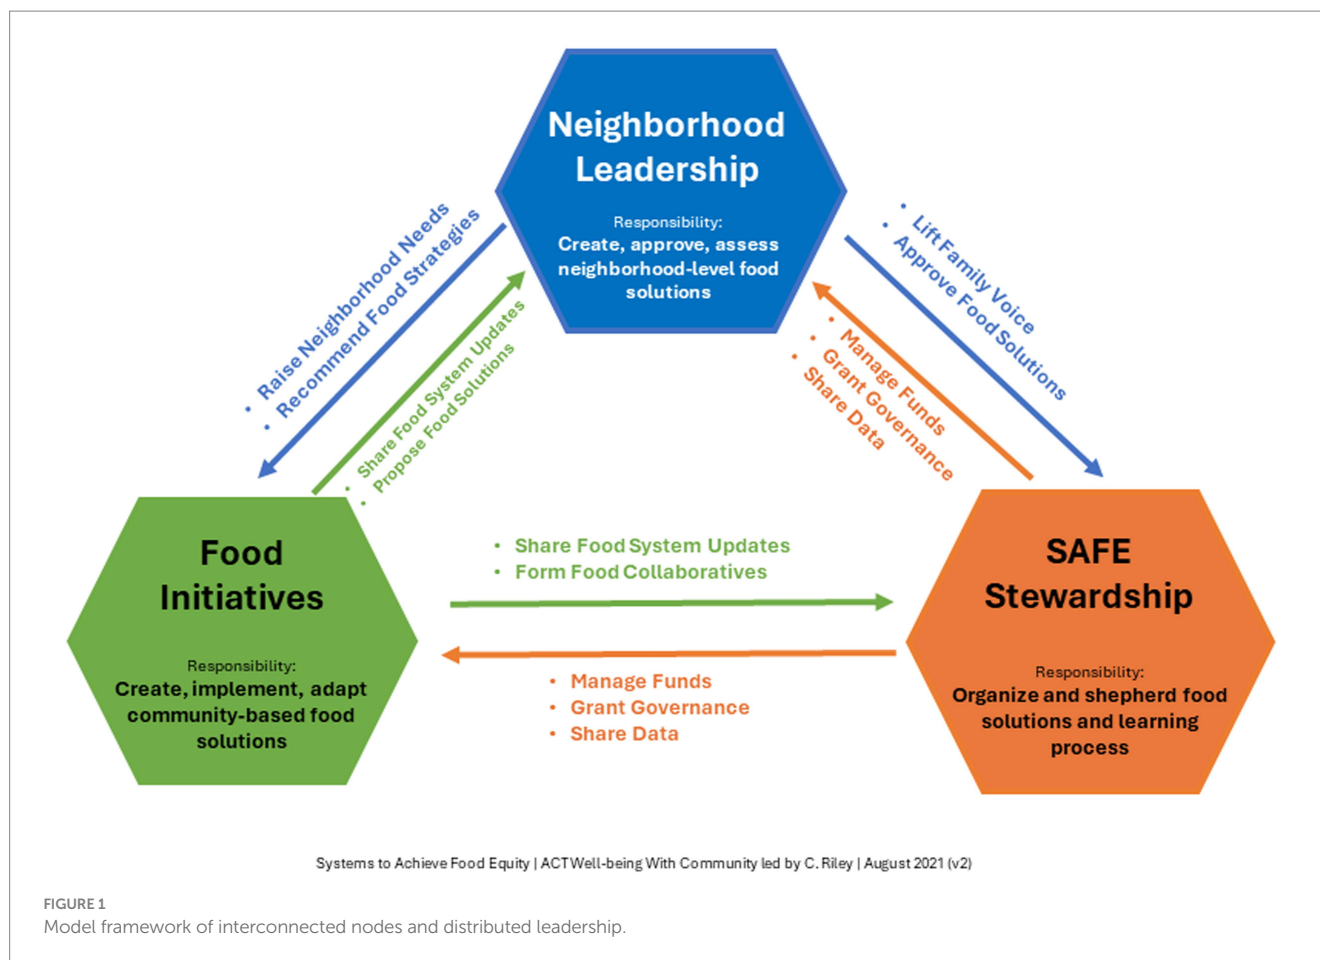 Neighborhood
Leadership
Responsibility:
Create, approve, assess
neighborhood-level food
solutions
• Raise Neighborhood Needs
• Recommend Food Strategies
• Share Food System Updates
• Propose Food Solutions
• Lift Family Voice
• Approve Food Solutions
• Manage Funds
• Grant Governance
• Share Data
Food
Initiatives
Responsibility:
Create, implement, adapt
community-based food
solutions
• Share Food System Updates
• Form Food Collaboratives
• Manage Funds
• Grant Governance
• Share Data
SAFE
Stewardship
Responsibility:
Organize and shepherd food
solutions and learning
process
Systems to Achieve Food Equity | ACT Well-being With Community led by C. Riley | August 2021 (v2)
FIGURE 1
Model framework of interconnected nodes and distributed leadership.